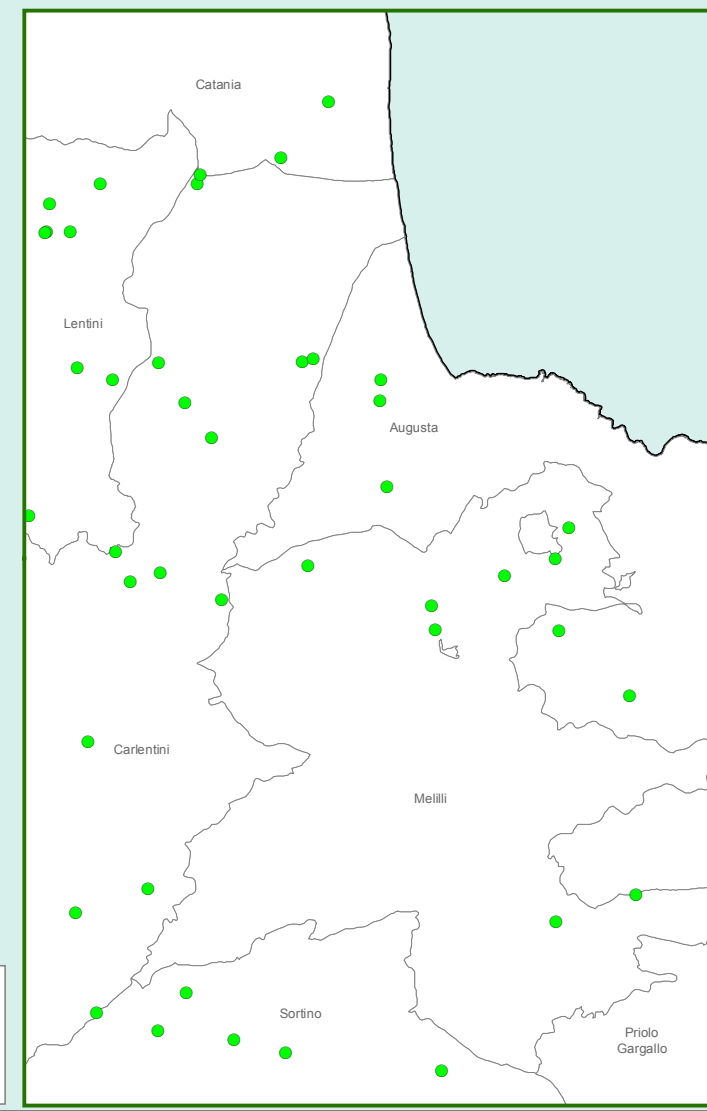 Catania
Lentini
Augusta
Carlentini
Melilli
Sortino
Priolo
Gargallo